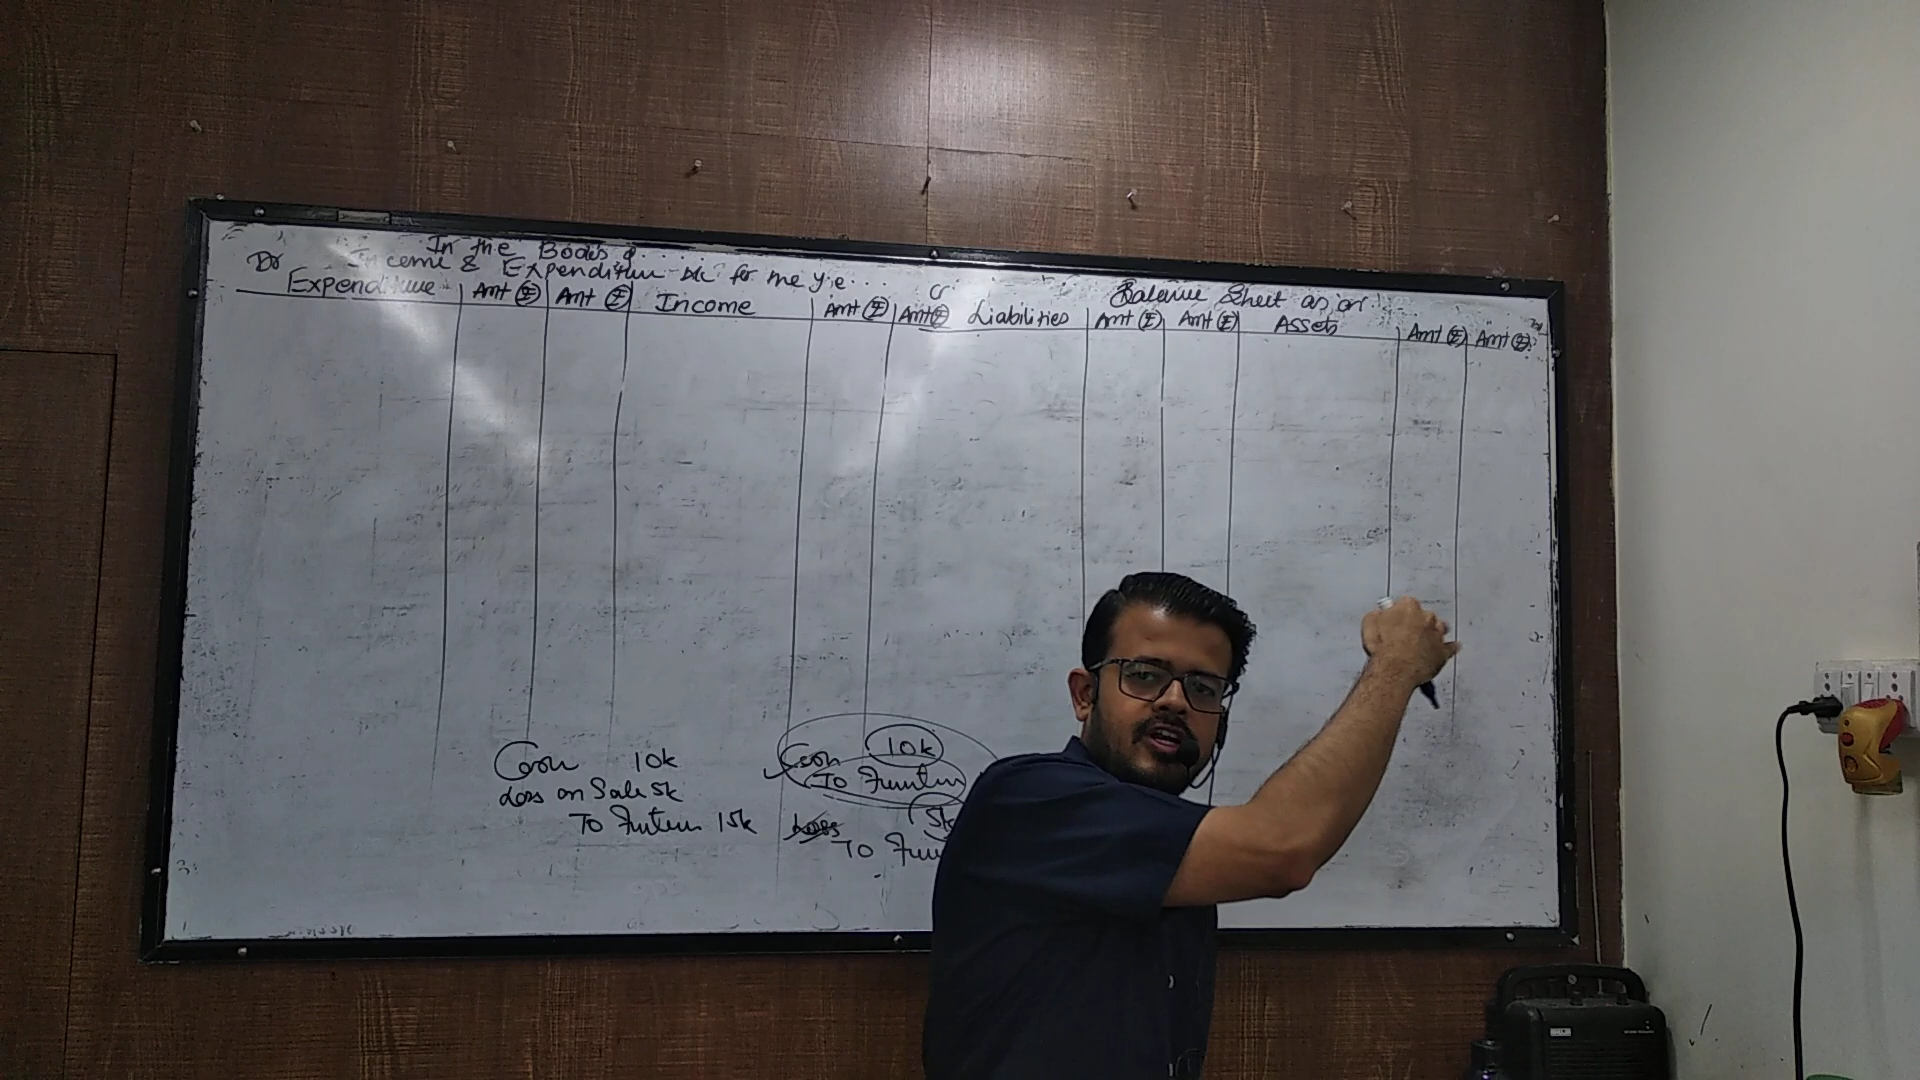 In the Books of.....
Dr Income & Expenditure A/c for the y.e... Cr
Balance Sheet as on
Expenditure Amt (₹) Amt (₹) Income Amt (₹) Amt (₹) Liabilities Amt (₹) Amt (₹) Assets Amt (₹) Amt (₹)
Cash 10k
Loss on Sale 5k
To Furniture 15k
Cash 10k
To Furniture
5k
Loss
To